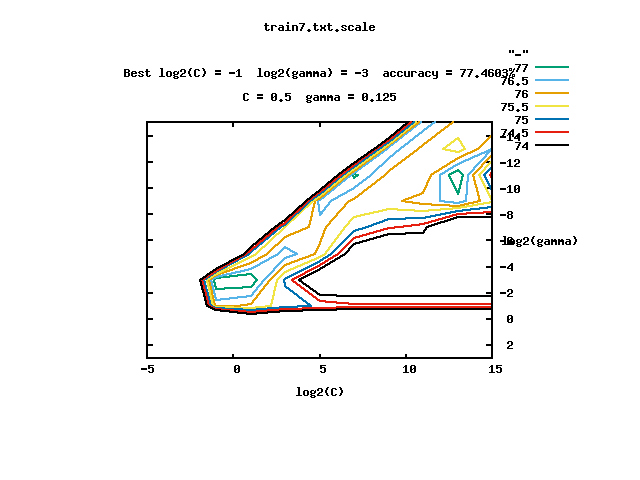 train7.txt.scale
"-"
Best log2(C) = -1 log2(gamma) = -3 accuracy = 77.4603%
77
76.5
C = 0.5 gamma = 0.125
76
75.5
75
74.5
74
-14
-12
-10
-8
-6
log2(gamma)
-4
-2
0
2
-5 0 5 10 15
log2(C)